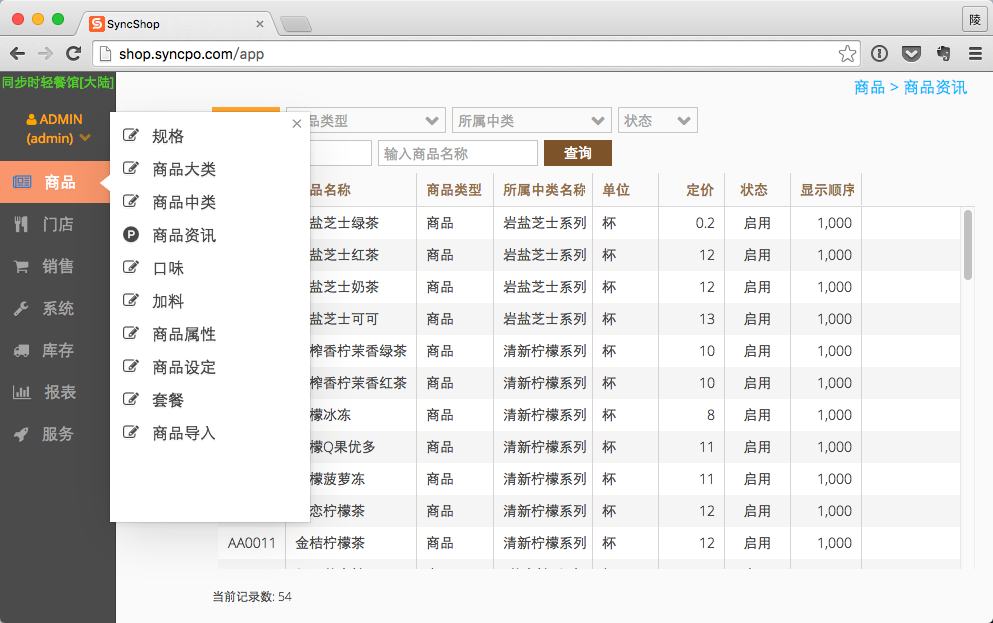 SyncShop
陵
shop.syncpo.com/app
同步时轻餐馆[大陆]
商品 > 商品资讯
ADMIN
(admin)
商品
门店
销售
系统
库存
报表
服务
规格
商品大类
商品中类
商品资讯
口味
加料
商品属性
商品设定
套餐
商品导入
品类型 所属中类 状态
输入商品名称 查询
品名称 商品类型 所属中类名称 单位 定价 状态 显示顺序
盐芝士绿茶 商品 岩盐芝士系列 杯 0.2 启用 1,000
盐芝士红茶 商品 岩盐芝士系列 杯 12 启用 1,000
盐芝士奶茶 商品 岩盐芝士系列 杯 12 启用 1,000
盐芝士可可 商品 岩盐芝士系列 杯 13 启用 1,000
榨香柠茉香绿茶 商品 清新柠檬系列 杯 10 启用 1,000
榨香柠茉香红茶 商品 清新柠檬系列 杯 10 启用 1,000
檬冰冻 商品 清新柠檬系列 杯 8 启用 1,000
檬Q果优多 商品 清新柠檬系列 杯 11 启用 1,000
檬菠萝冻 商品 清新柠檬系列 杯 11 启用 1,000
恋柠檬茶 商品 清新柠檬系列 杯 12 启用 1,000
AA0011 金桔柠檬茶 商品 清新柠檬系列 杯 12 启用 1,000
当前记录数: 54